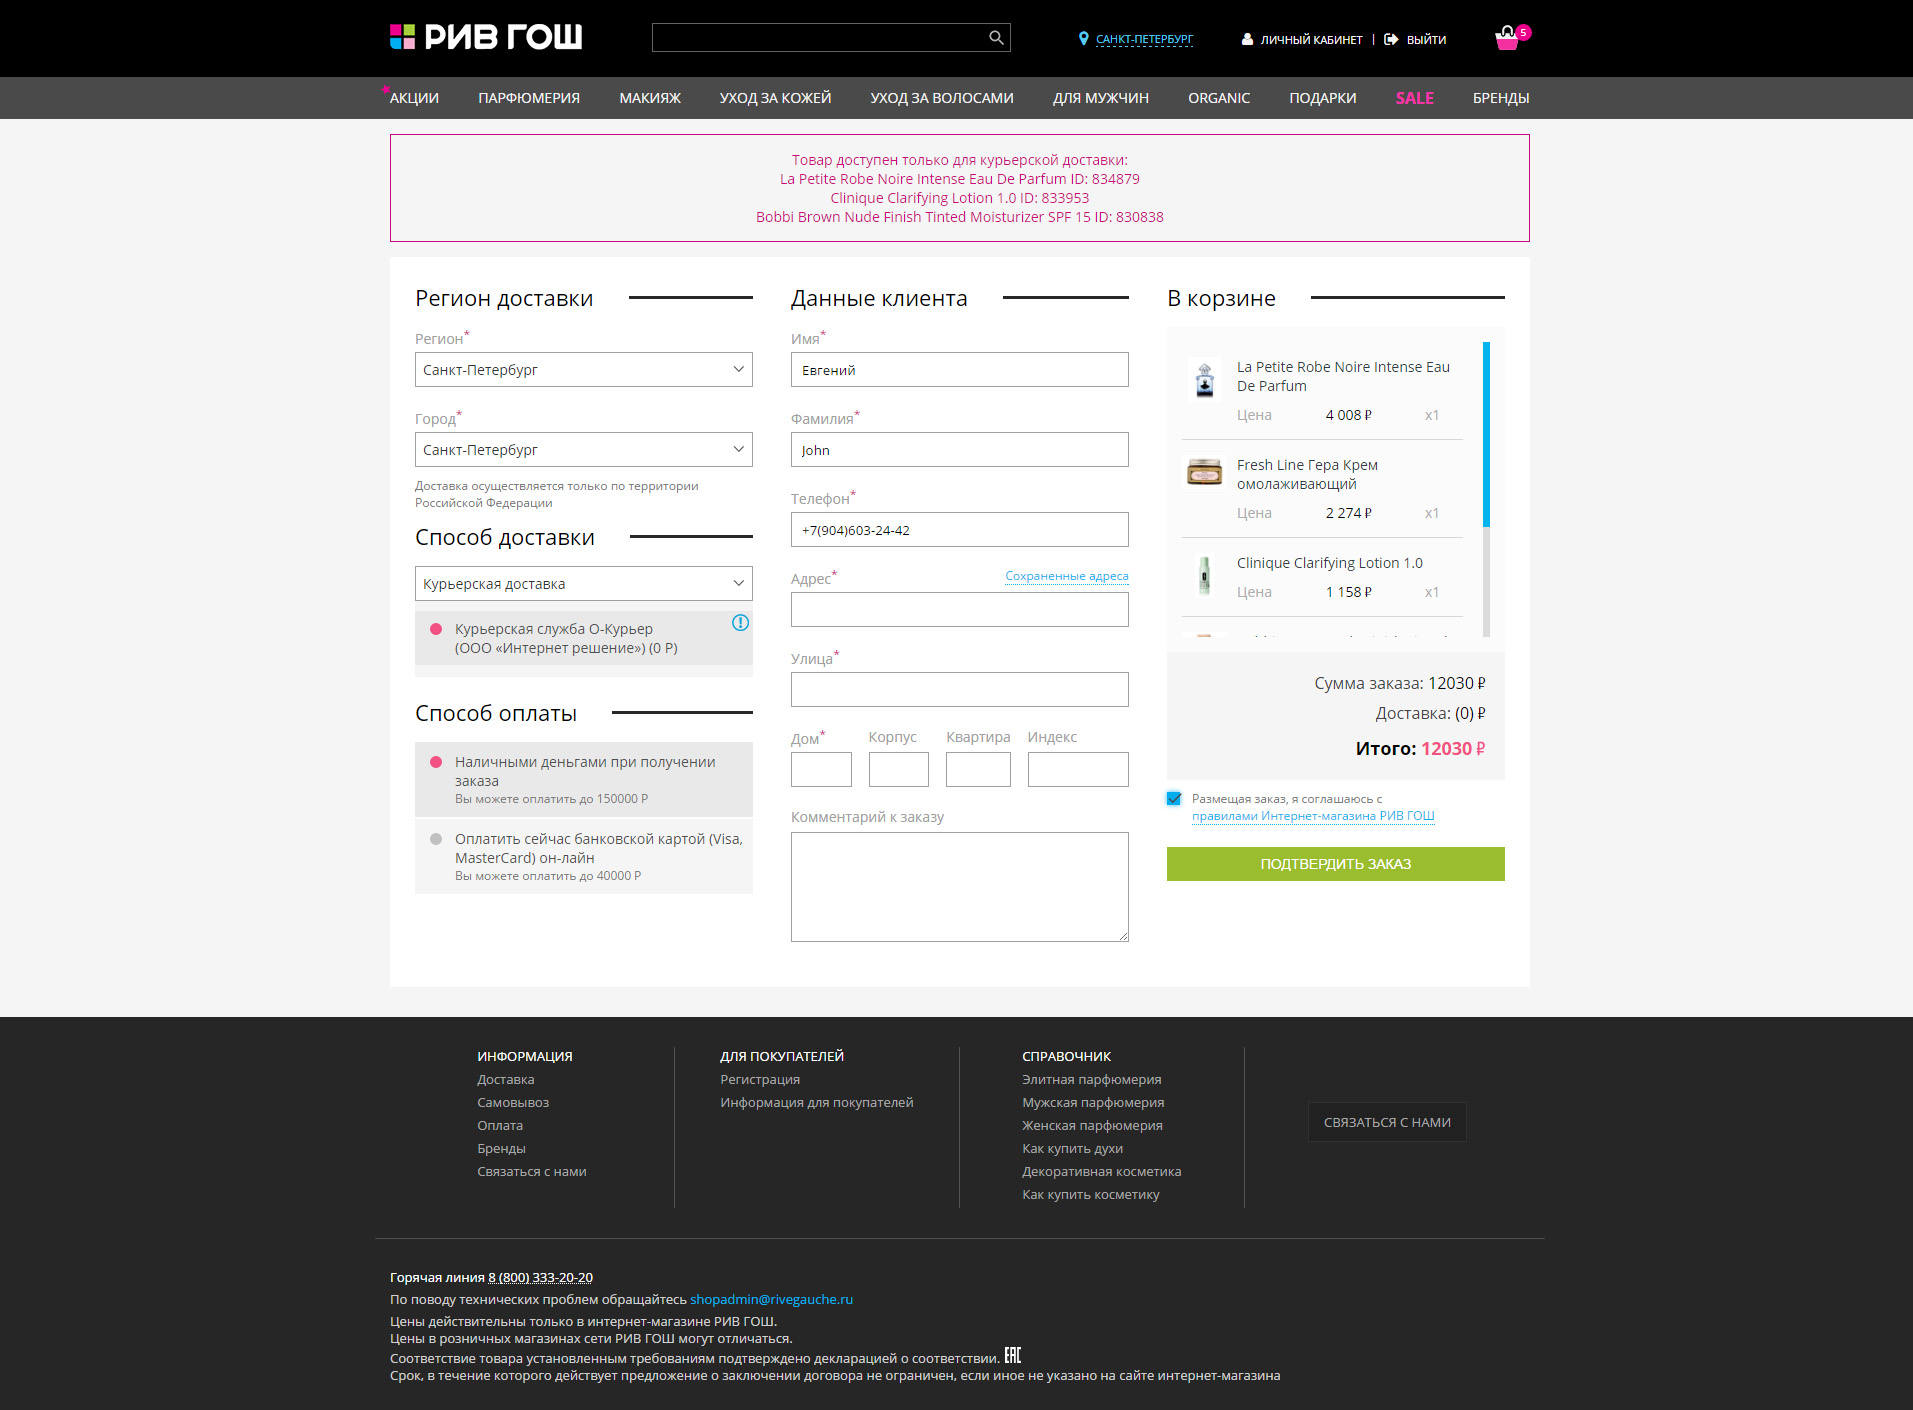 РИВ ГОШ
САНКТ-ПЕТЕРБУРГ
ЛИЧНЫЙ КАБИНЕТ | ВЫЙТИ
5
АКЦИИ ПАРФЮМЕРИЯ МАКИЯЖ УХОД ЗА КОЖЕЙ УХОД ЗА ВОЛОСАМИ ДЛЯ МУЖЧИН ORGANIC ПОДАРКИ SALE БРЕНДЫ
Товар доступен только для курьерской доставки:
La Petite Robe Noire Intense Eau De Parfum ID: 834879
Clinique Clarifying Lotion 1.0 ID: 833953
Bobbi Brown Nude Finish Tinted Moisturizer SPF 15 ID: 830838
Регион доставки
Регион*
Санкт-Петербург
Город*
Санкт-Петербург
Доставка осуществляется только по территории
Российской Федерации
Способ доставки
Курьерская доставка
Курьерская служба О-Курьер
(ООО «Интернет решение») (0 Р)
Способ оплаты
Наличными деньгами при получении
заказа
Вы можете оплатить до 150000 Р
Оплатить сейчас банковской картой (Visa,
MasterCard) он-лайн
Вы можете оплатить до 40000 Р
Данные клиента
Имя*
Евгений
Фамилия*
John
Телефон*
+7(904)603-24-42
Адрес*
Сохраненные адреса
Улица*
Дом* Корпус Квартира Индекс
Комментарий к заказу
В корзине
La Petite Robe Noire Intense Eau
De Parfum
Цена 4 008 ₽ x1
Fresh Line Гера Крем
омолаживающий
Цена 2 274 ₽ x1
Clinique Clarifying Lotion 1.0
Цена 1 158 ₽ x1
Сумма заказа: 12030 ₽
Доставка: (0) ₽
Итого: 12030 ₽
Размещая заказ, я соглашаюсь с
правилами Интернет-магазина РИВ ГОШ
ПОДТВЕРДИТЬ ЗАКАЗ
ИНФОРМАЦИЯ
Доставка
Самовывоз
Оплата
Бренды
Связаться с нами
ДЛЯ ПОКУПАТЕЛЕЙ
Регистрация
Информация для покупателей
СПРАВОЧНИК
Элитная парфюмерия
Мужская парфюмерия
Женская парфюмерия
Как купить духи
Декоративная косметика
Как купить косметику
СВЯЗАТЬСЯ С НАМИ
Горячая линия 8 (800) 333-20-20
По поводу технических проблем обращайтесь shopadmin@rivegauche.ru
Цены действительны только в интернет-магазине РИВ ГОШ.
Цены в розничных магазинах сети РИВ ГОШ могут отличаться.
Соответствие товара установленным требованиям подтверждено декларацией о соответствии. EAC
Срок, в течение которого действует предложение о заключении договора не ограничен, если иное не указано на сайте интернет-магазина